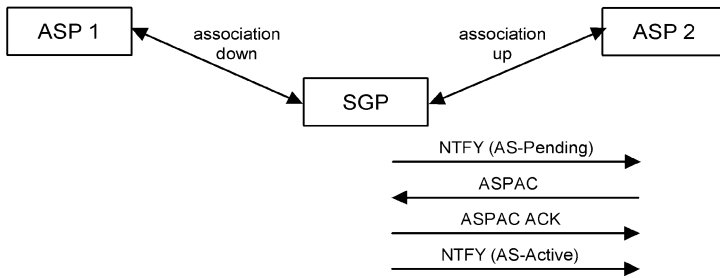 ASP 1
association
down
association
up
ASP 2
SGP
NTFY (AS-Pending)
ASPAC
ASPAC ACK
NTFY (AS-Active)